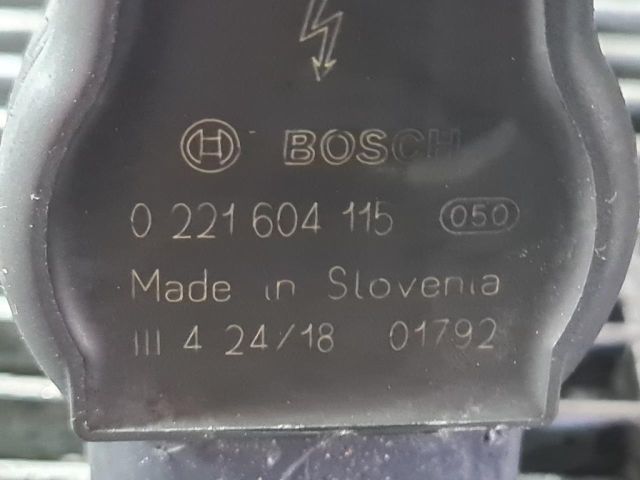 BOSCH
0 221 604 115 050
Made in Slovenia
III 4 24/18 01792